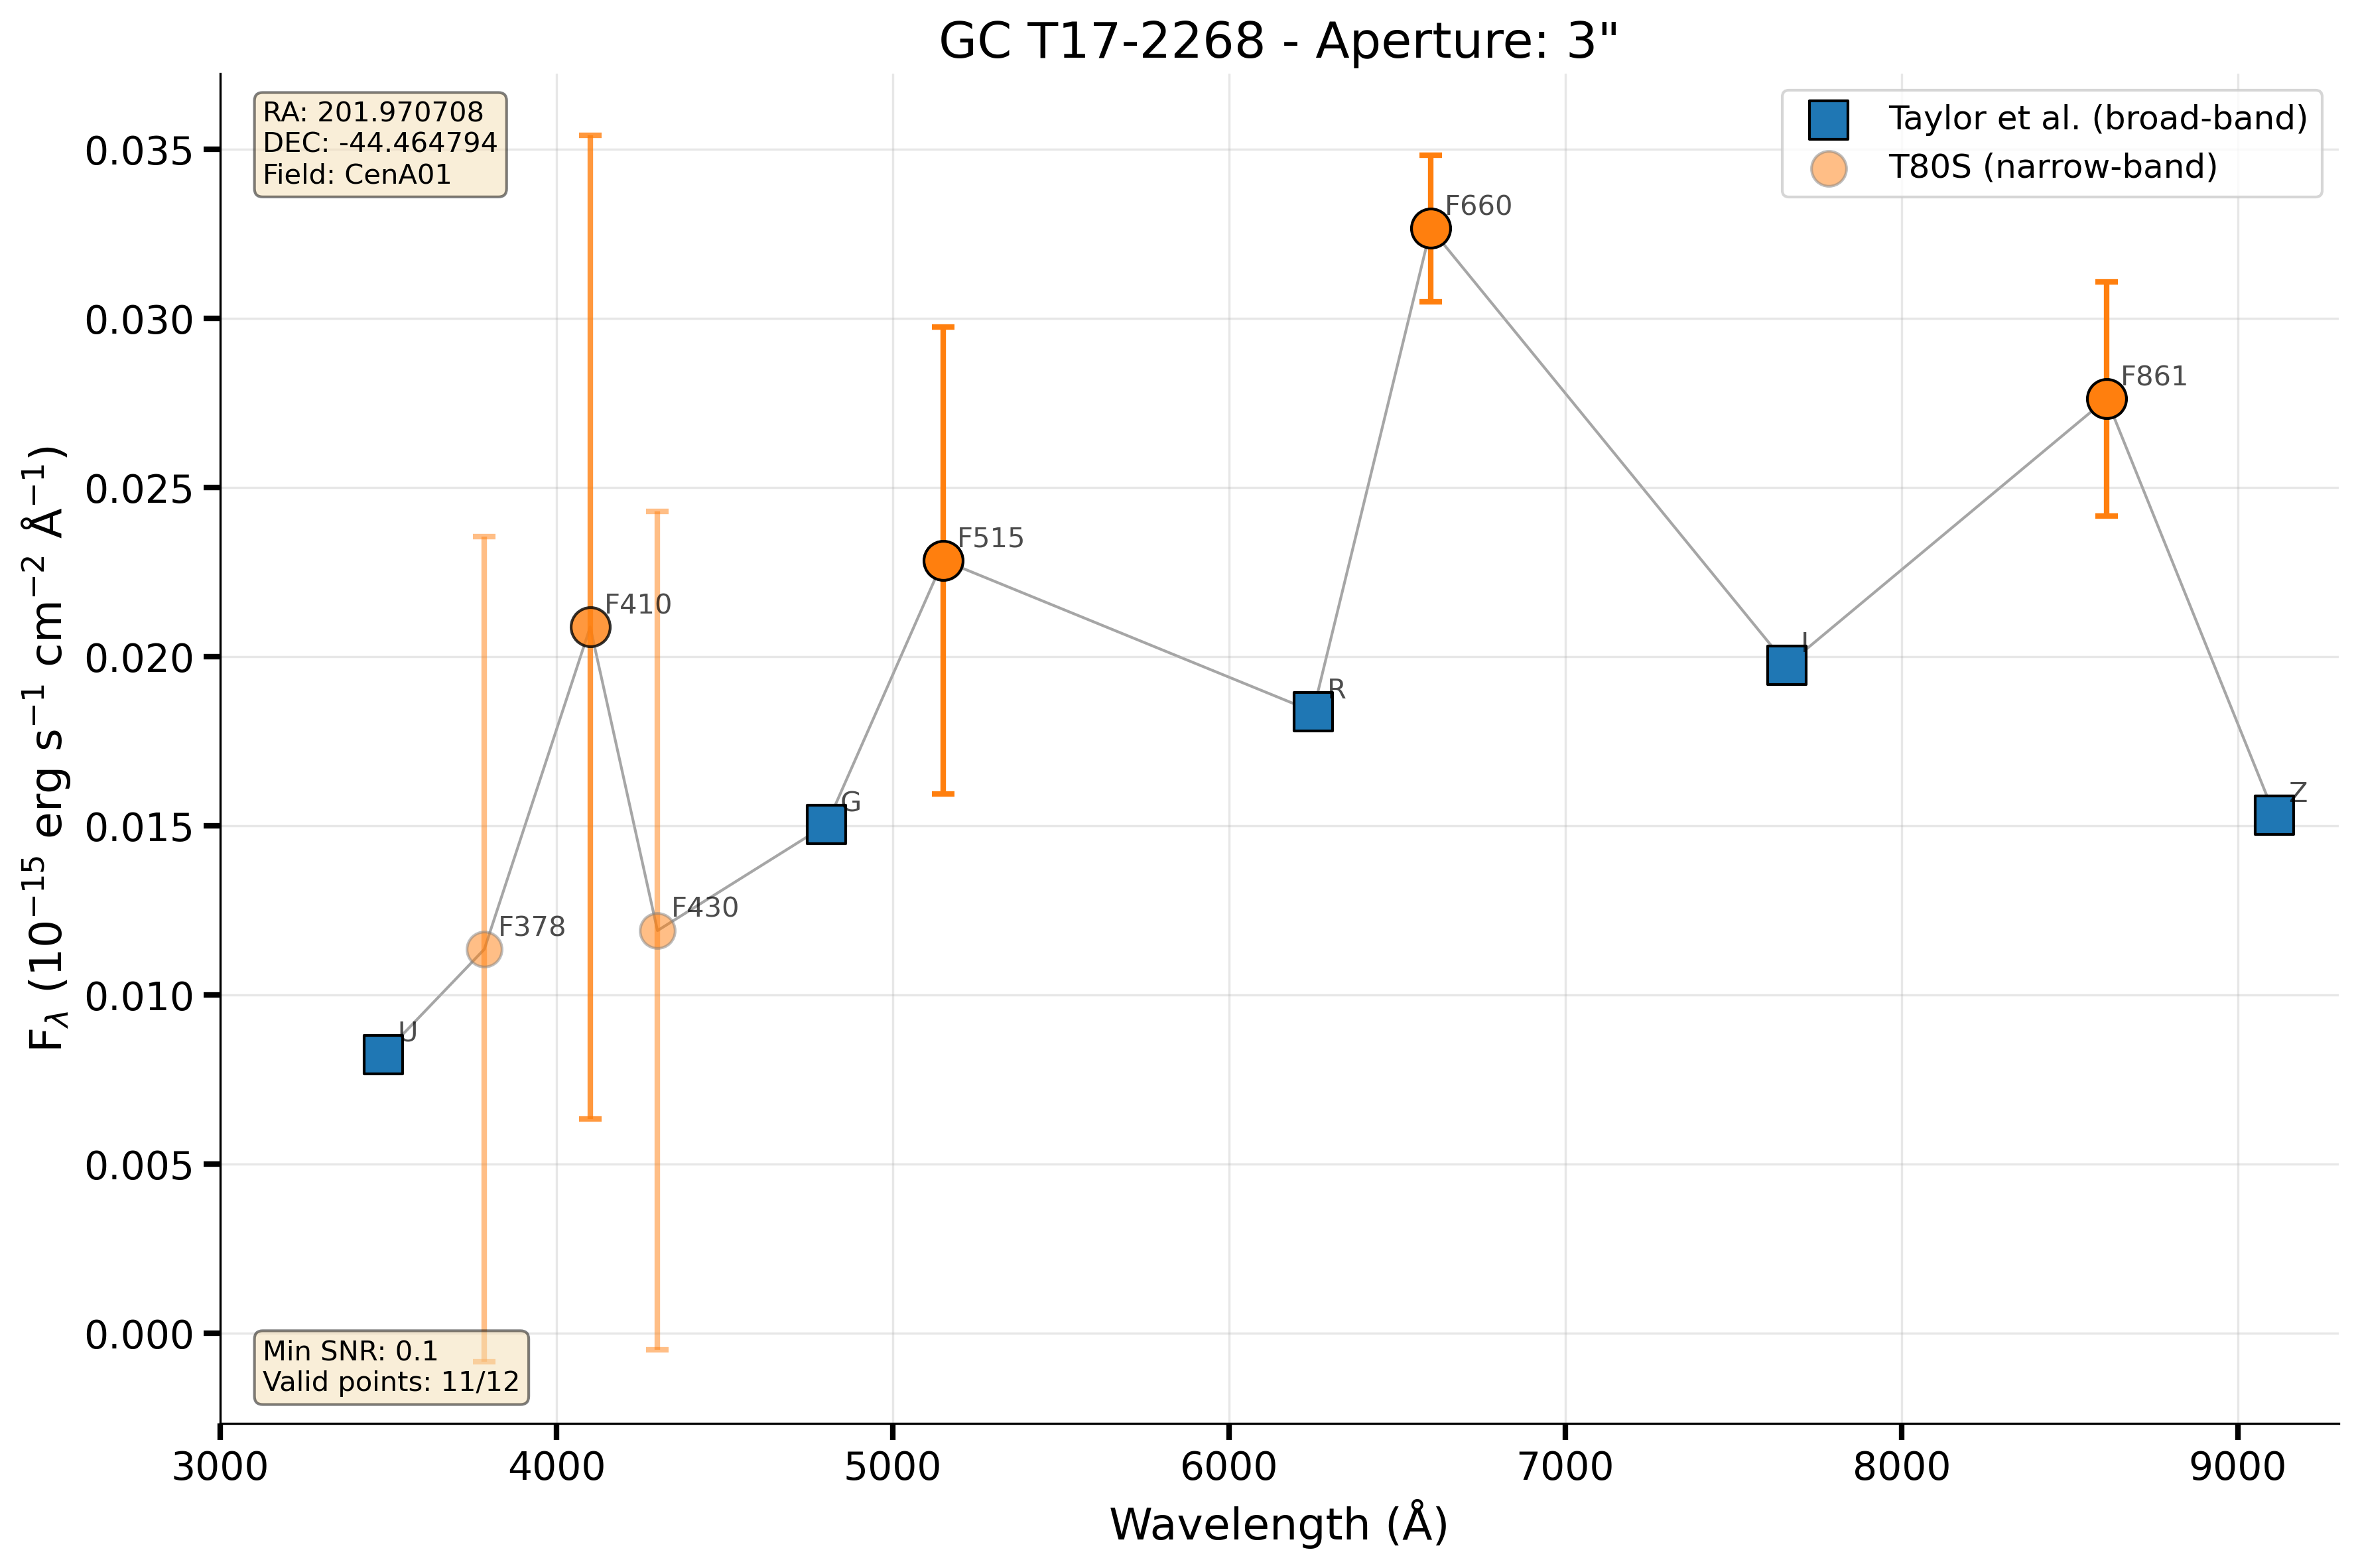 GC T17-2268 - Aperture: 3"
RA: 201.970708
DEC: -44.464794
Field: CenA01
Taylor et al. (broad-band)
T80S (narrow-band)
F660
F861
F515
F410
I
R
Z
G
F430
F378
U
Min SNR: 0.1
Valid points: 11/12
0.035
0.030
0.025
0.020
0.015
0.010
0.005
0.000
F$_λ$ (10$^{−15}$ erg s$^{−1}$ cm$^{−2}$ Å$^{−1}$)
3000 4000 5000 6000 7000 8000 9000
Wavelength (Å)